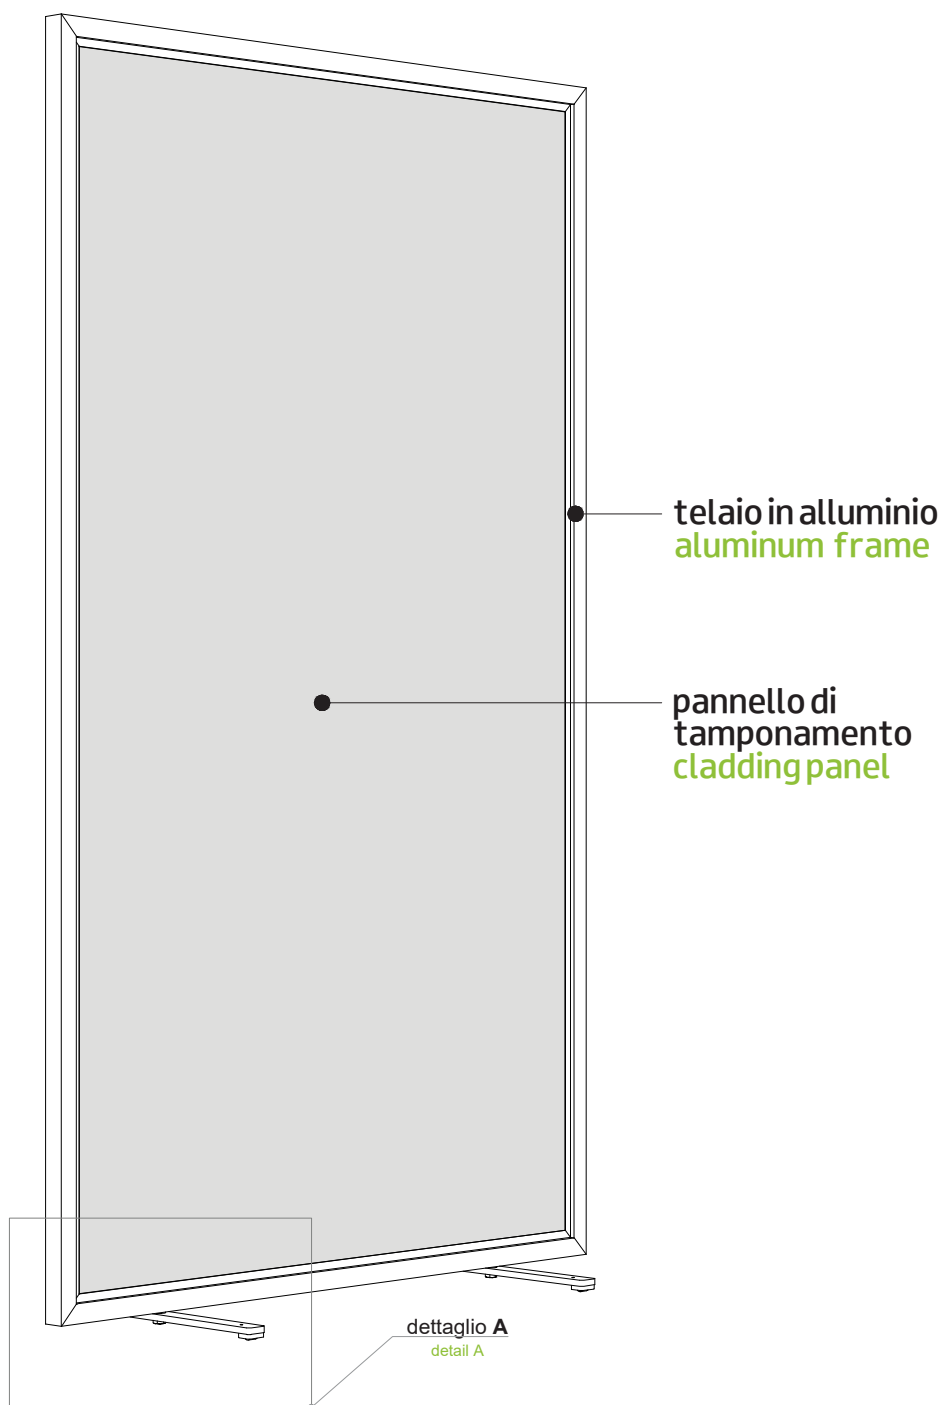 telaio in alluminio
aluminum frame
pannello di
tamponamento
cladding panel
dettaglio A
detail A